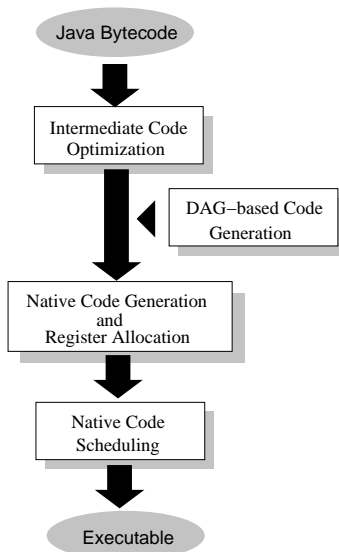 Java Bytecode
Intermediate Code
Optimization
DAG−based Code
Generation
Native Code Generation
and
Register Allocation
Native Code
Scheduling
Executable